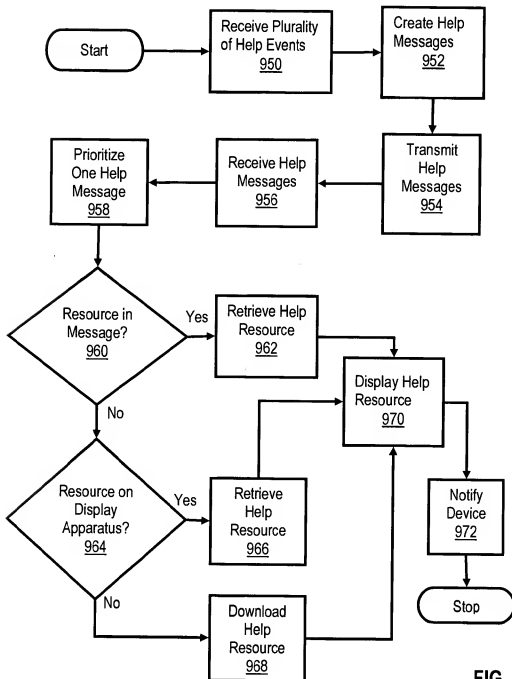 Start
Receive Plurality
of Help Events
950
Create Help
Messages
952
Transmit
Help
Messages
954
Receive Help
Messages
956
Prioritize
One Help
Message
958
Resource in
Message?
960
Yes
Retrieve Help
Resource
962
No
Resource on
Display
Apparatus?
964
Yes
Retrieve
Help
Resource
966
No
Download
Help
Resource
968
Display Help
Resource
970
Notify
Device
972
Stop
FIG